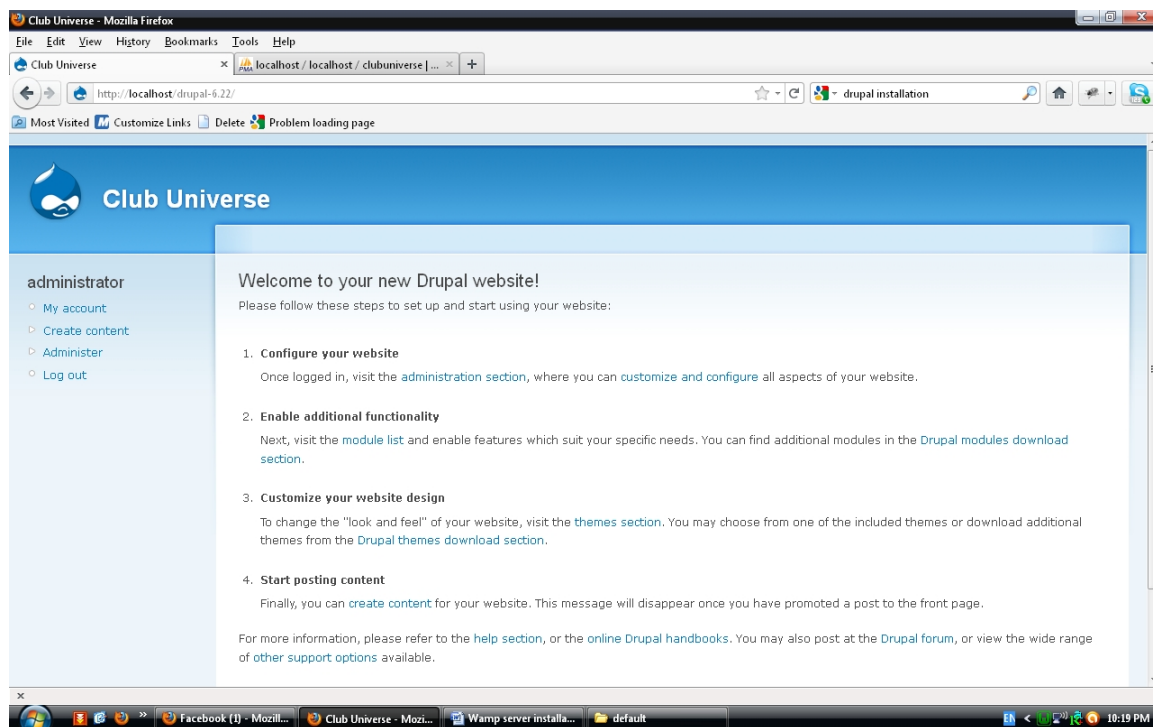 Club Universe - Mozilla Firefox
File Edit View History Bookmarks Tools Help
Club Universe
localhost / localhost / clubuniverse | ...
http://localhost/drupal-6.22/
drupal installation
Most Visited Customize Links Delete Problem loading page
Club Universe
administrator
My account
Create content
Administer
Log out
Welcome to your new Drupal website!
Please follow these steps to set up and start using your website:
1. Configure your website
Once logged in, visit the administration section, where you can customize and configure all aspects of your website.
2. Enable additional functionality
Next, visit the module list and enable features which suit your specific needs. You can find additional modules in the Drupal modules download
section.
3. Customize your website design
To change the "look and feel" of your website, visit the themes section. You may choose from one of the included themes or download additional
themes from the Drupal themes download section.
4. Start posting content
Finally, you can create content for your website. This message will disappear once you have promoted a post to the front page.
For more information, please refer to the help section, or the online Drupal handbooks. You may also post at the Drupal forum, or view the wide range
of other support options available.
Facebook (1) - Mozill...
Club Universe - Mozi...
Wamp server installa...
default
EN
10:19 PM